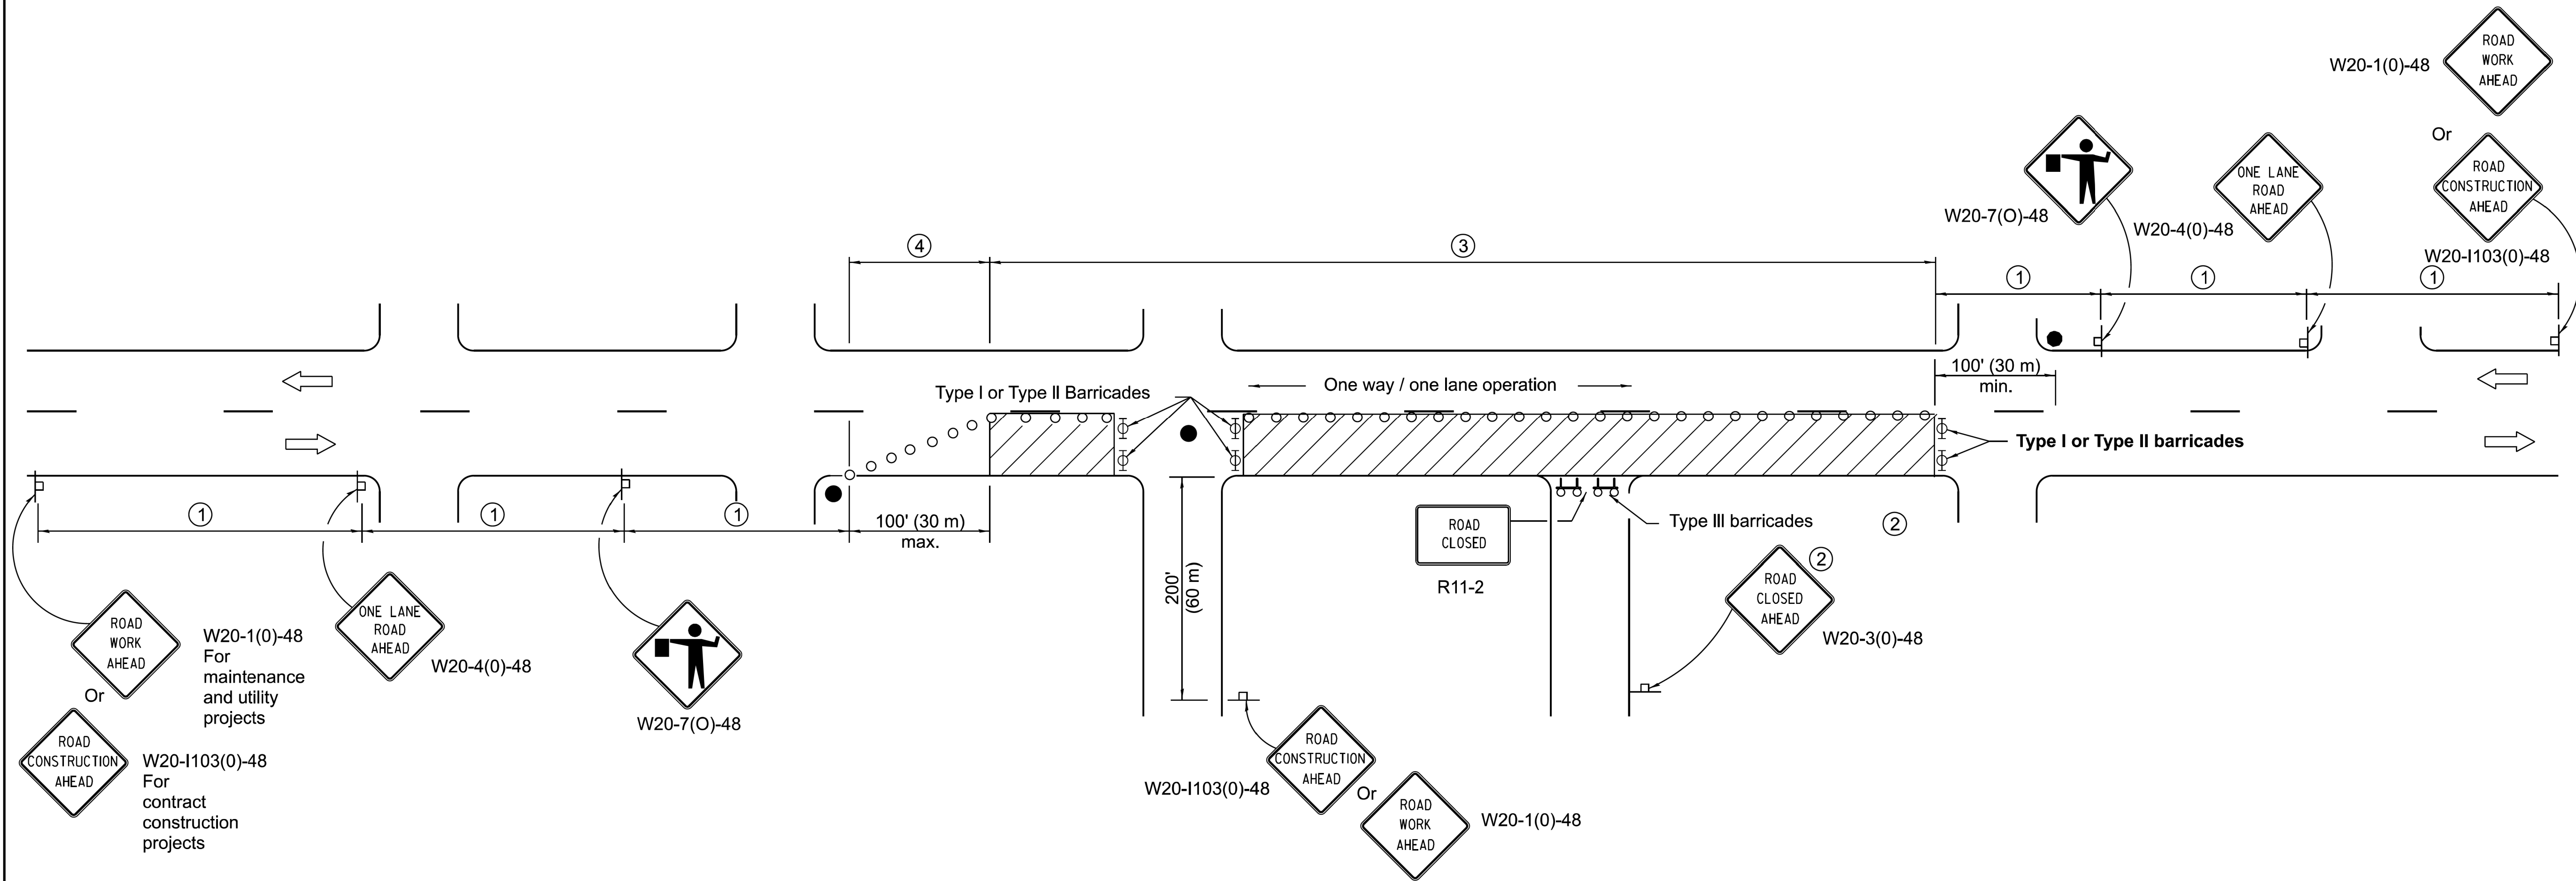 ROAD
WORK
AHEAD
W20-1(0)-48
Or
ROAD
CONSTRUCTION
AHEAD
W20-I103(0)-48
W20-7(O)-48
ONE LANE
ROAD
AHEAD
W20-4(0)-48
4
3
1
1
1
100' (30 m)
min.
Type I or Type II Barricades
One way / one lane operation
Type I or Type II barricades
1
1
1
100' (30 m)
max.
200'
(60 m)
ROAD
CLOSED
R11-2
Type III barricades
2
2
ROAD
CLOSED
AHEAD
W20-3(0)-48
ROAD
WORK
AHEAD
W20-1(0)-48
For
maintenance
and utility
projects
Or
ROAD
CONSTRUCTION
AHEAD
W20-I103(0)-48
For
contract
construction
projects
ONE LANE
ROAD
AHEAD
W20-4(0)-48
W20-7(O)-48
ROAD
CONSTRUCTION
AHEAD
W20-I103(0)-48
Or
ROAD
WORK
AHEAD
W20-1(0)-48